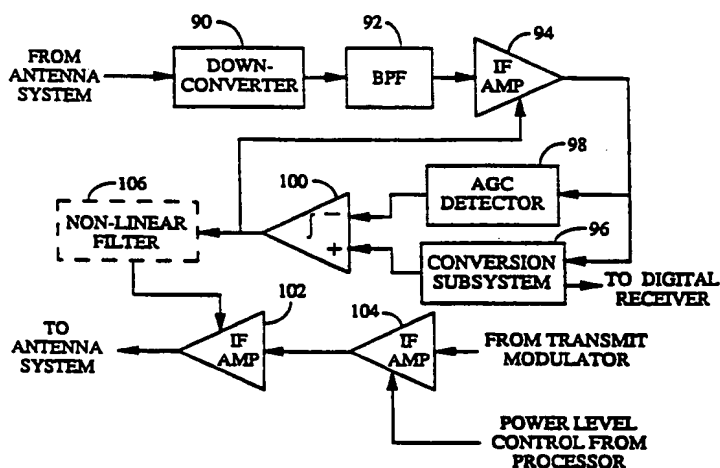 90
92
94
FROM
ANTENNA
SYSTEM
DOWN-
CONVERTER
BPF
IF
AMP
106
100
98
NON-LINEAR
FILTER
∫ −
+
AGC
DETECTOR
96
CONVERSION
SUBSYSTEM
TO DIGITAL
RECEIVER
102
104
TO
ANTENNA
SYSTEM
IF
AMP
IF
AMP
FROM TRANSMIT
MODULATOR
POWER LEVEL
CONTROL FROM
PROCESSOR